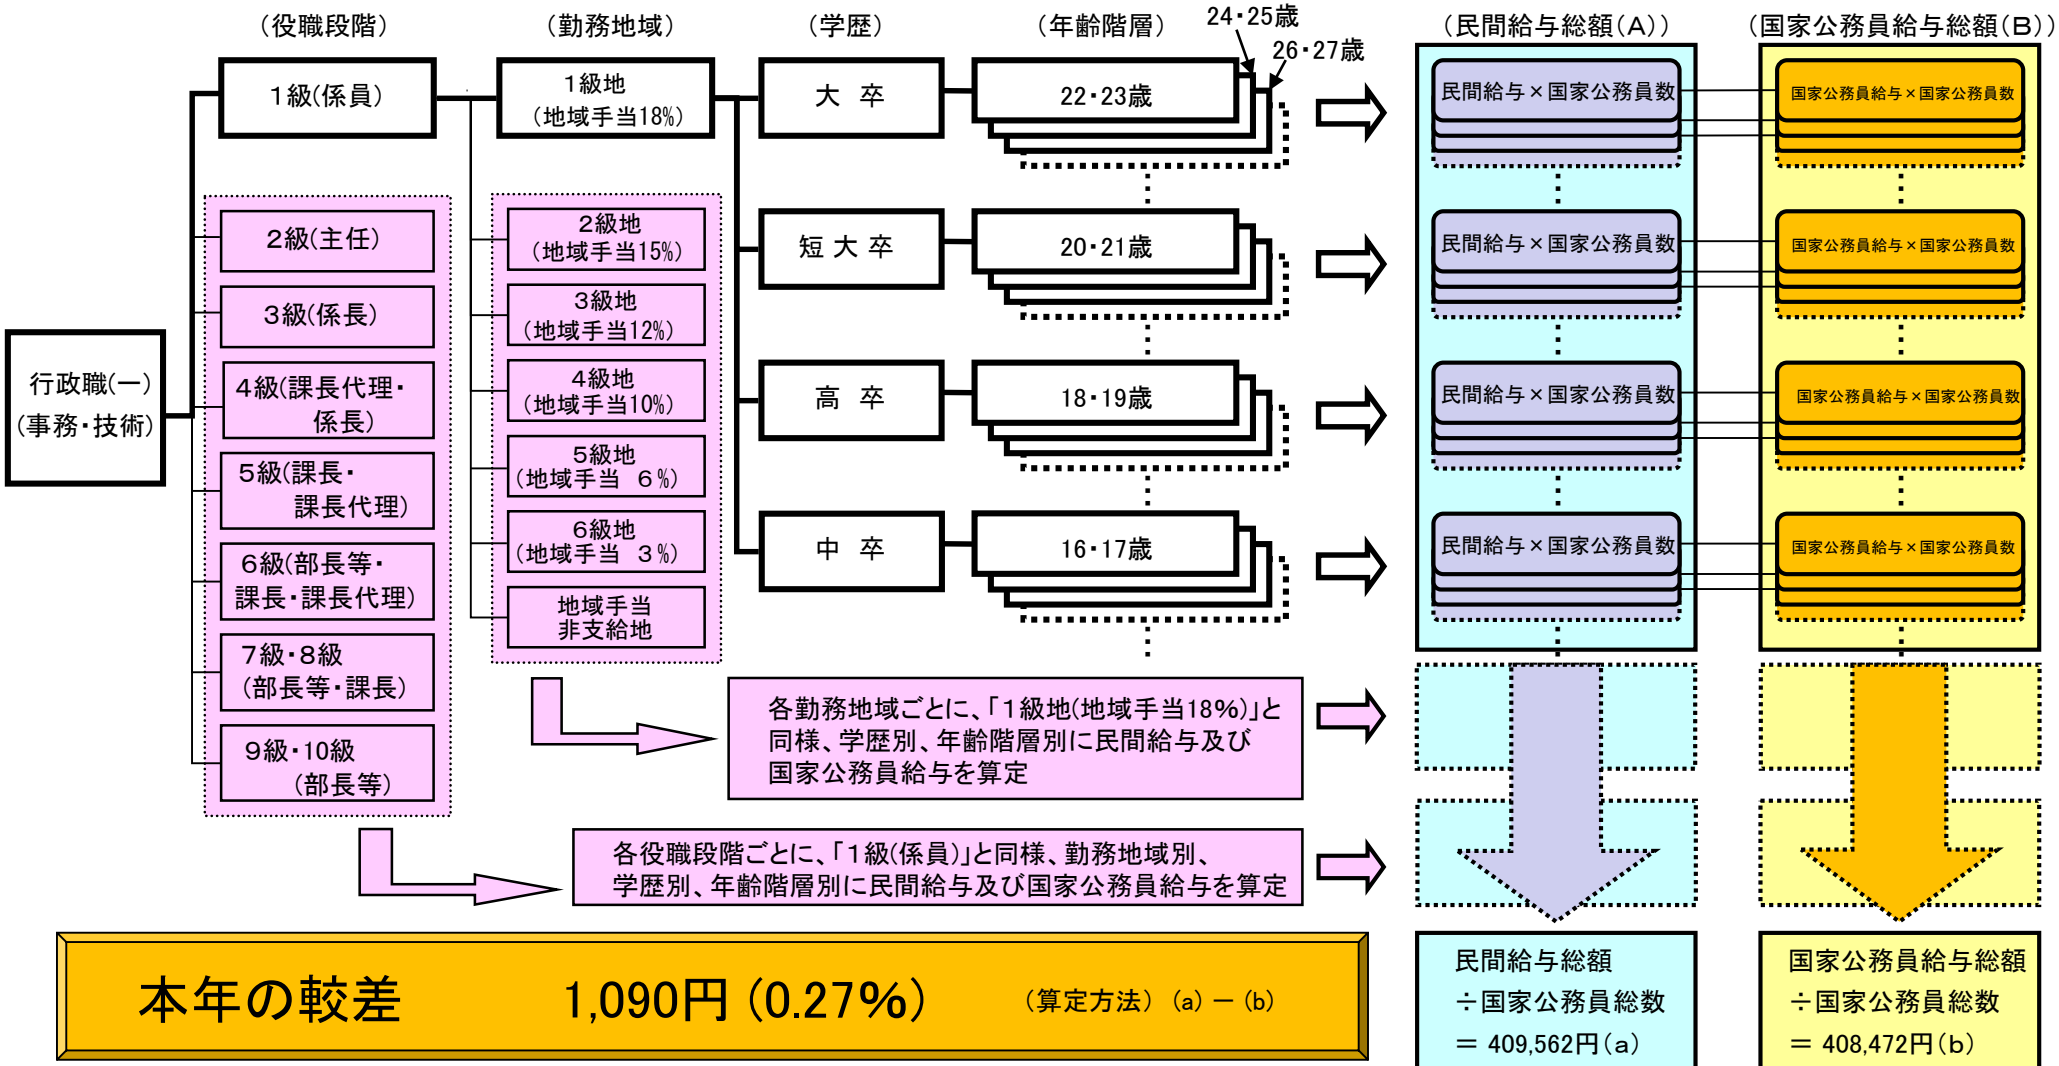 (役職段階)
(勤務地域)
(学歴)
(年齢階層)
24・25歳
26・27歳
(民間給与総額(A))
(国家公務員給与総額(B))
行政職(一)
(事務・技術)
1級(係員)
2級(主任)
3級(係長)
4級(課長代理・
係長)
5級(課長・
課長代理)
6級(部長等・
課長・課長代理)
7級・8級
(部長等・課長)
9級・10級
(部長等)
1級地
(地域手当18%)
2級地
(地域手当15%)
3級地
(地域手当12%)
4級地
(地域手当10%)
5級地
(地域手当 6%)
6級地
(地域手当 3%)
地域手当
非支給地
大 卒
22・23歳
民間給与×国家公務員数
国家公務員給与×国家公務員数
短 大 卒
20・21歳
民間給与×国家公務員数
国家公務員給与×国家公務員数
高 卒
18・19歳
民間給与×国家公務員数
国家公務員給与×国家公務員数
中 卒
16・17歳
民間給与×国家公務員数
国家公務員給与×国家公務員数
各勤務地域ごとに、「1級地(地域手当18%)」と
同様、学歴別、年齢階層別に民間給与及び
国家公務員給与を算定
各役職段階ごとに、「1級(係員)」と同様、勤務地域別、
学歴別、年齢階層別に民間給与及び国家公務員給与を算定
本年の較差 1,090円 (0.27%) (算定方法) (a) － (b)
民間給与総額
÷国家公務員総数
＝ 409,562円(a)
国家公務員給与総額
÷国家公務員総数
＝ 408,472円(b)